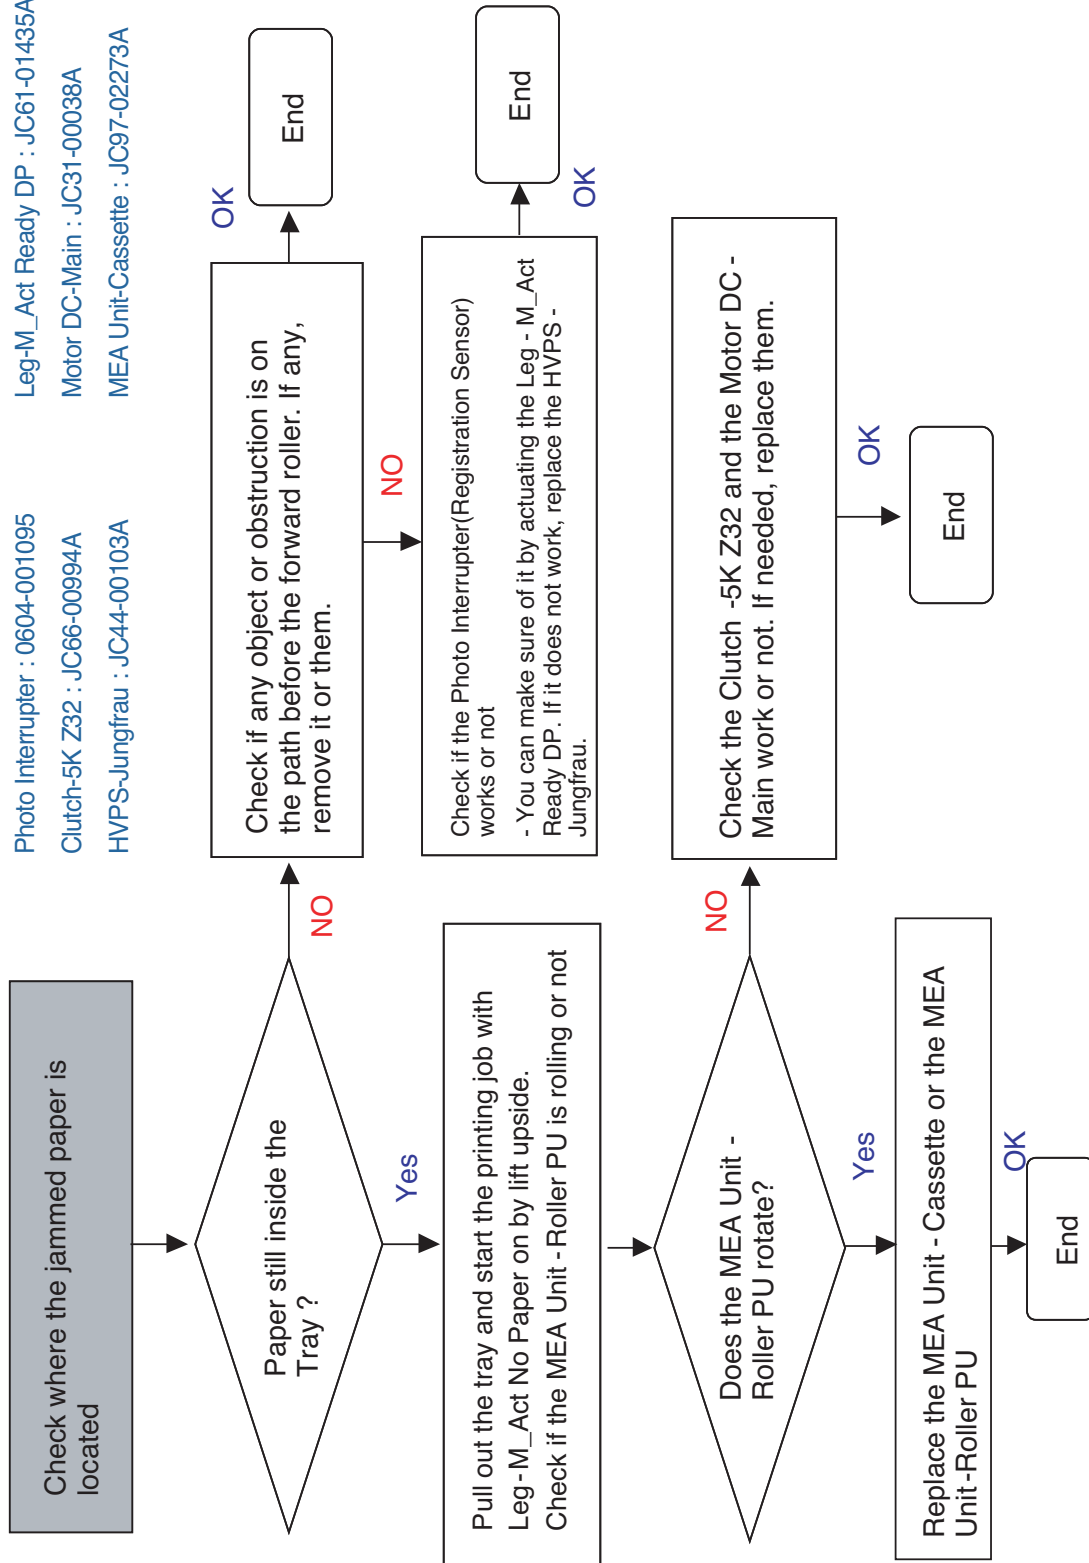 Photo Interrupter : 0604-001095
Clutch-5K Z32 : JC66-00994A
HVPS-Jungfrau : JC44-00103A
Leg-M_Act Ready DP : JC61-01435A
Motor DC-Main : JC31-00038A
MEA Unit-Cassette : JC97-02273A
Check where the jammed paper is
located
Paper still inside the
Tray ?
NO
Check if any object or obstruction is on
the path before the forward roller. If any,
remove it or them.
OK
End
Yes
NO
Pull out the tray and start the printing job with
Leg-M_Act No Paper on by lift upside.
Check if the MEA Unit - Roller PU is rolling or not
Check if the Photo Interrupter(Registration Sensor)
works or not
- You can make sure of it by actuating the Leg - M_Act
Ready DP. If it does not work, replace the HVPS -
Jungfrau.
OK
End
Does the MEA Unit -
Roller PU rotate?
NO
Check the Clutch -5K Z32 and the Motor DC -
Main work or not. If needed, replace them.
Yes
OK
Replace the MEA Unit - Cassette or the MEA
Unit -Roller PU
End
OK
End